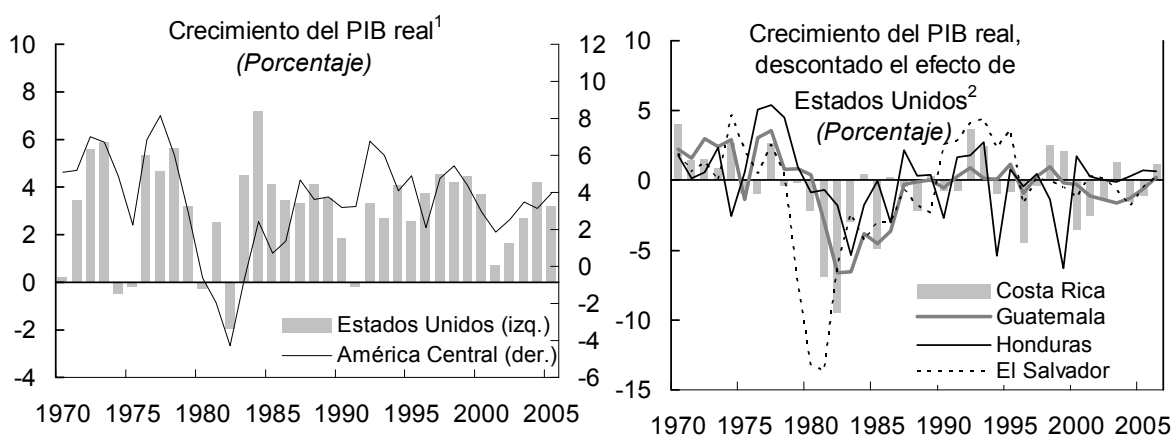 Crecimiento del PIB real¹
(Porcentaje)
10
8
6
4
2
0
-2
-4
12
10
8
6
4
2
0
-2
-4
-6
Estados Unidos (izq.)
América Central (der.)
1970 1975 1980 1985 1990 1995 2000 2005
Crecimiento del PIB real,
descontado el efecto de
Estados Unidos²
(Porcentaje)
10
5
0
-5
-10
-15
Costa Rica
Guatemala
Honduras
El Salvador
1970 1975 1980 1985 1990 1995 2000 2005